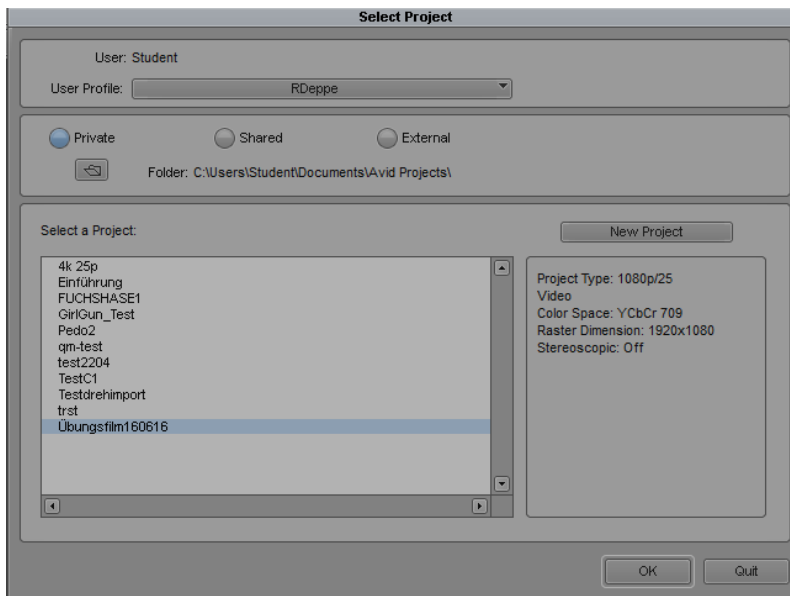 Select Project
User: Student
User Profile: RDeppe
Private Shared External
Folder: C:\Users\Student\Documents\Avid Projects\
Select a Project:
New Project
4k 25p
Einführung
FUCHSHASE1
GirlGun_Test
Pedo2
qm-test
test2204
TestC1
Testdrehimport
trst
Übungsfilm160616
Project Type: 1080p/25
Video
Color Space: YCbCr 709
Raster Dimension: 1920x1080
Stereoscopic: Off
OK Quit